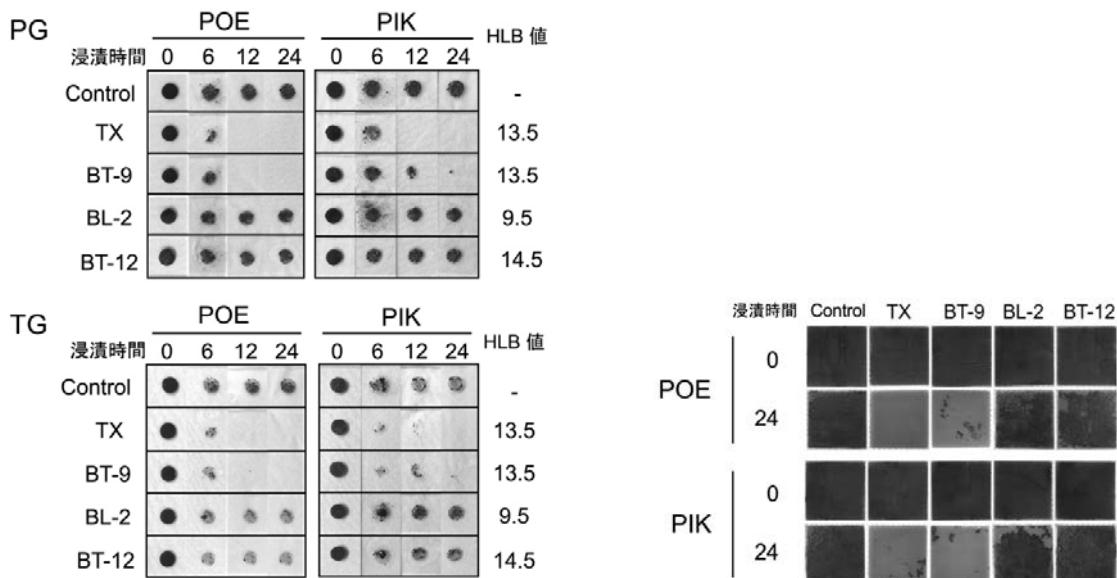 PG
POE PIK HLB 値
浸漬時間 0 6 12 24 0 6 12 24
Control -
TX 13.5
BT-9 13.5
BL-2 9.5
BT-12 14.5
TG
POE PIK HLB 値
浸漬時間 0 6 12 24 0 6 12 24
Control -
TX 13.5
BT-9 13.5
BL-2 9.5
BT-12 14.5
浸漬時間 Control TX BT-9 BL-2 BT-12
POE
0
24
PIK
0
24